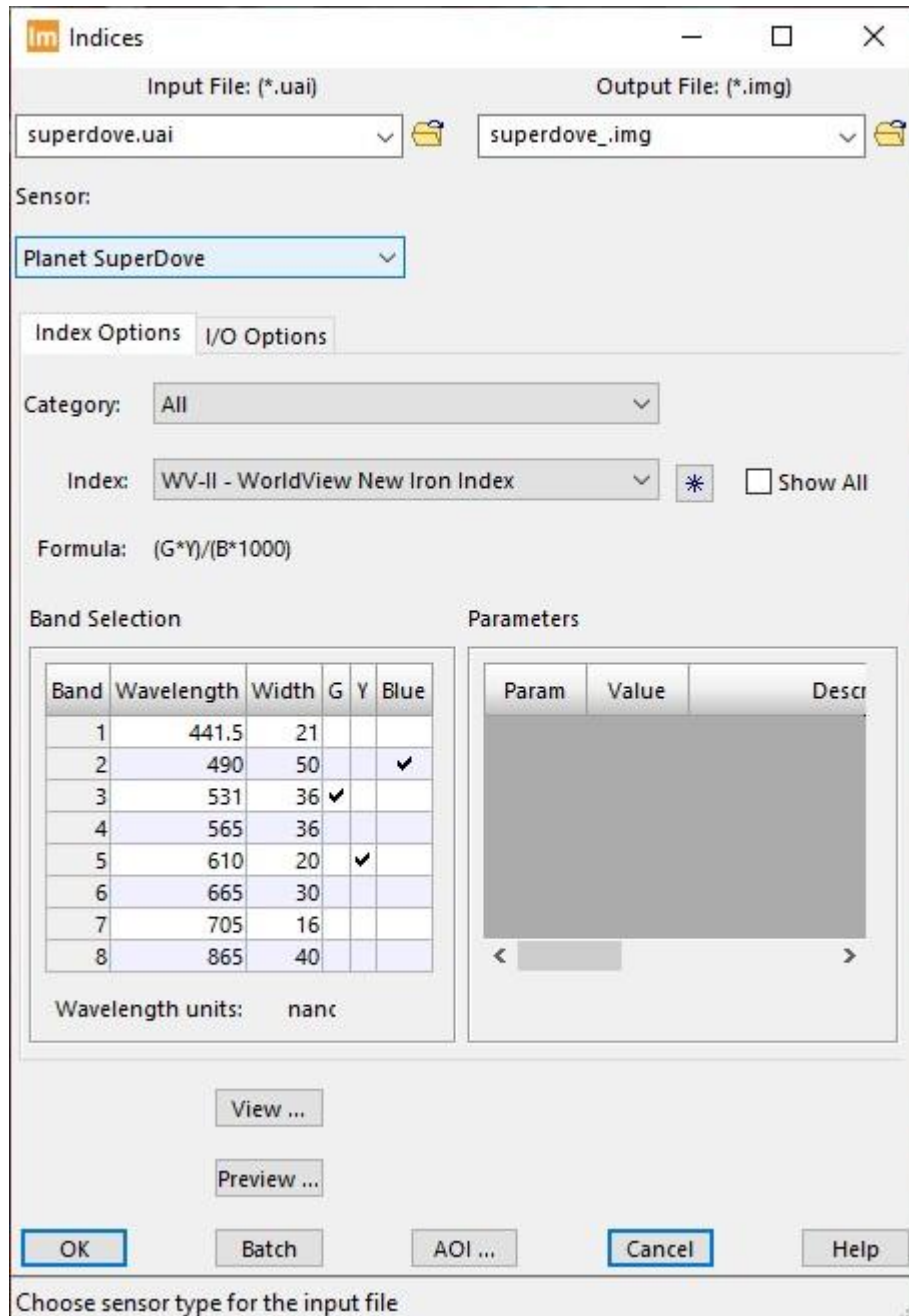 Im Indices
Input File: (*.uai) Output File: (*.img)
superdove.uai superdove_.img
Sensor:
Planet SuperDove
Index Options I/O Options
Category: All
Index: WV-II - WorldView New Iron Index Show All
Formula: (G*Y)/(B*1000)
Band Selection Parameters
Band Wavelength Width G Y Blue Param Value Descr
1 441.5 21
2 490 50
3 531 36
4 565 36
5 610 20
6 665 30
7 705 16
8 865 40
Wavelength units: nanc
View ...
Preview ...
OK Batch AOI ... Cancel Help
Choose sensor type for the input file